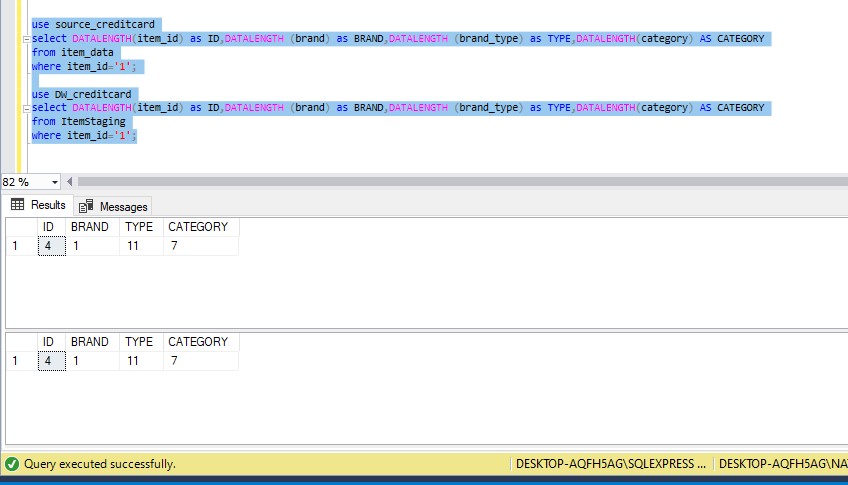 use source_creditcard
select DATALENGTH(item_id) as ID,DATALENGTH (brand) as BRAND,DATALENGTH (brand_type) as TYPE,DATALENGTH(category) AS CATEGORY
from item_data
where item_id='1';
use DW_creditcard
select DATALENGTH(item_id) as ID,DATALENGTH (brand) as BRAND,DATALENGTH (brand_type) as TYPE,DATALENGTH(category) AS CATEGORY
from ItemStaging
where item_id='1';
82 %
Results Messages
ID BRAND TYPE CATEGORY
1 4 1 11 7
ID BRAND TYPE CATEGORY
1 4 1 11 7
Query executed successfully. DESKTOP-AQFH5AG\SQLEXPRESS ... DESKTOP-AQFH5AG\NA